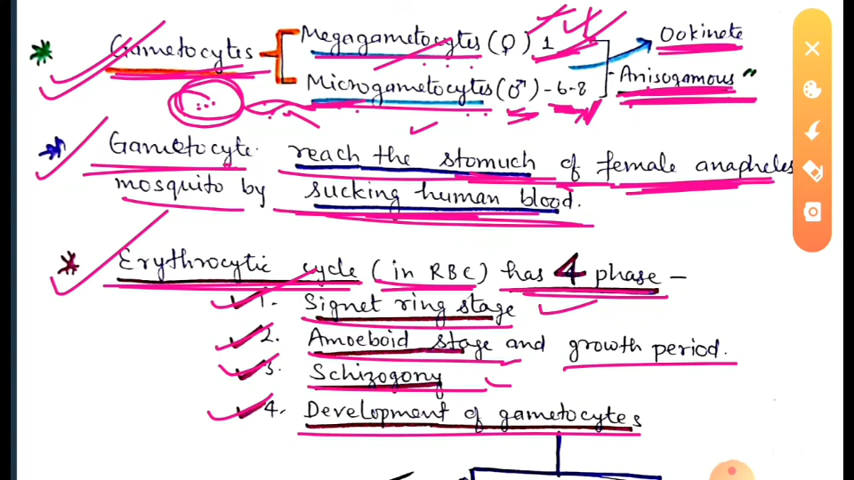 * Gametocytes Megagametocytes (♀) 1 Ookinete
Microgametocytes (♂) - 6-8 Anisogamous"
* Gametocyte reach the stomuch of female anapheles
mosquito by sucking human blood.
* Erythrocytic cycle (in RBC) has 4 phase -
1. Signet ring stage
2. Amoeboid stage and growth period.
3. Schizogony
4. Development of gametocytes